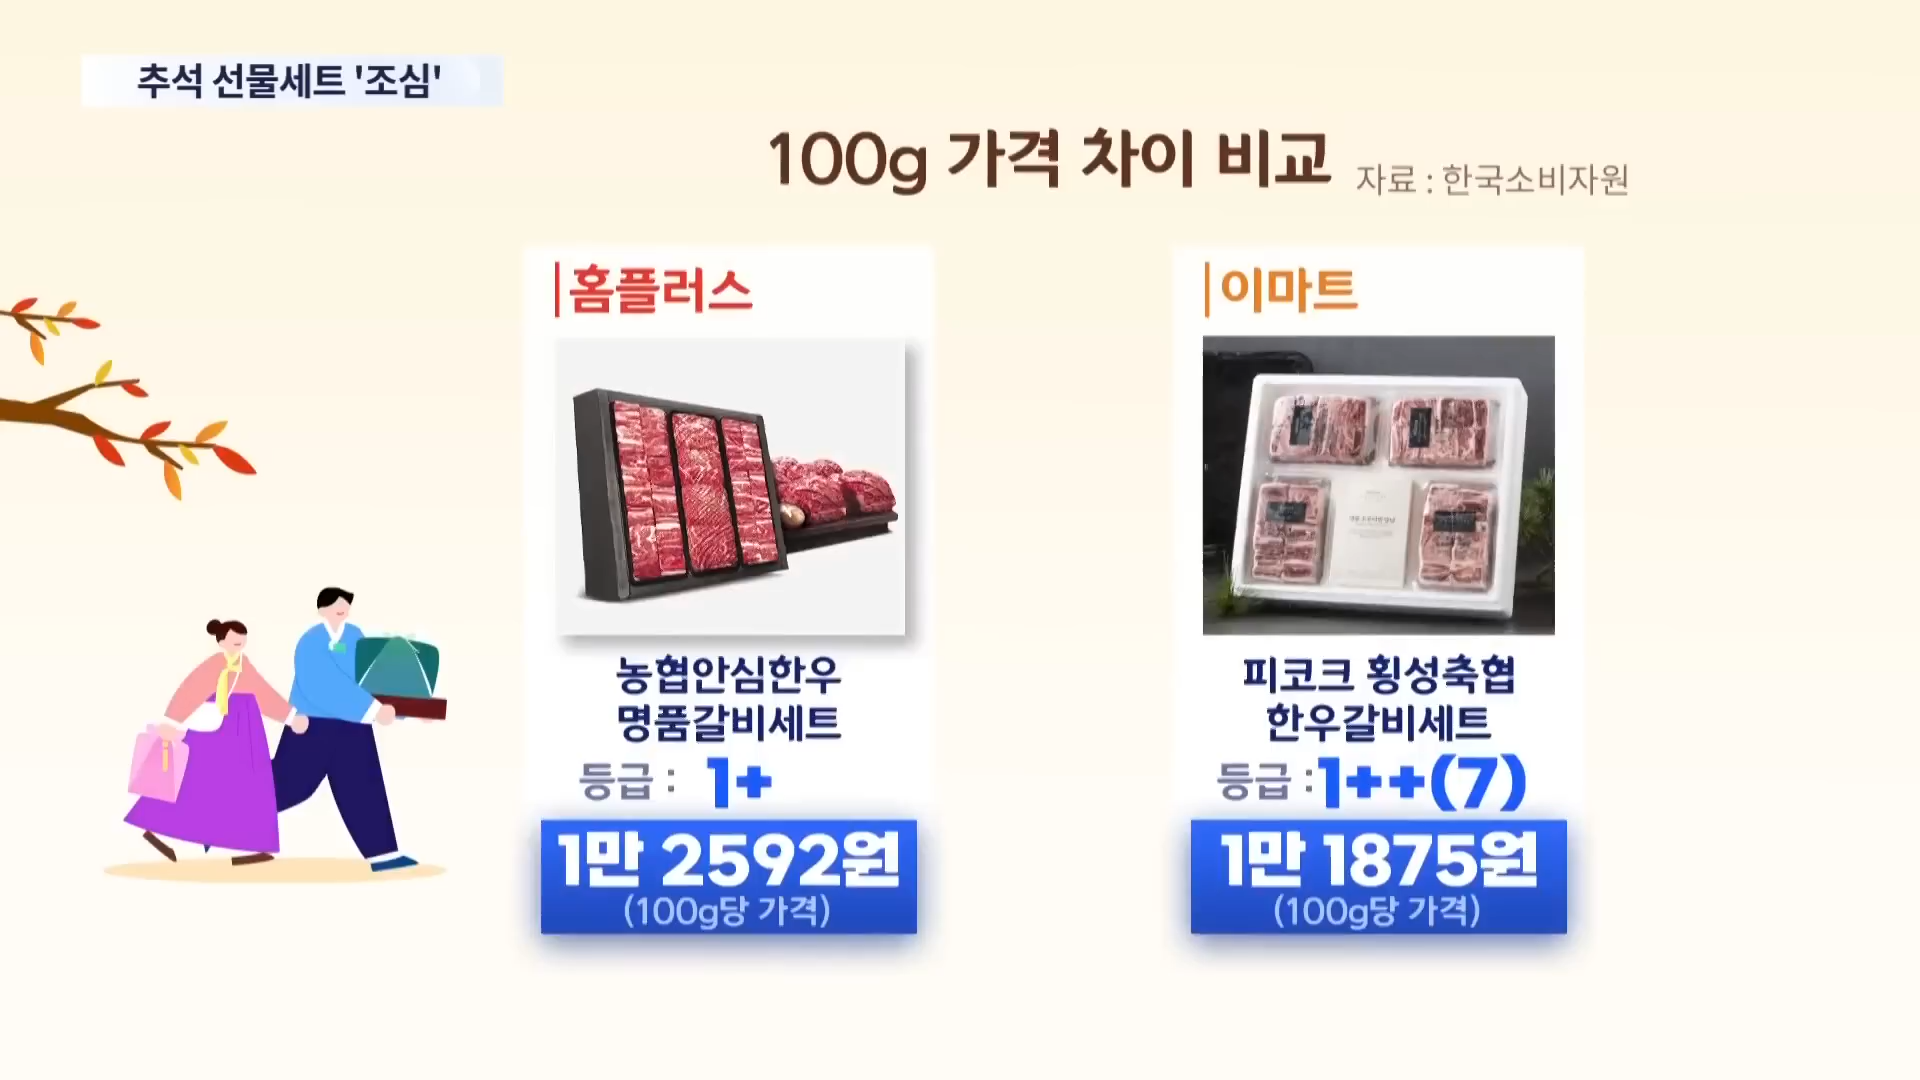 추석 선물세트 '조심'
100g 가격 차이 비교 자료 : 한국소비자원
홈플러스
농협안심한우
명품갈비세트
등급 : 1+
1만 2592원
(100g당 가격)
이마트
피코크 횡성축협
한우갈비세트
등급 :1++(7)
1만 1875원
(100g당 가격)